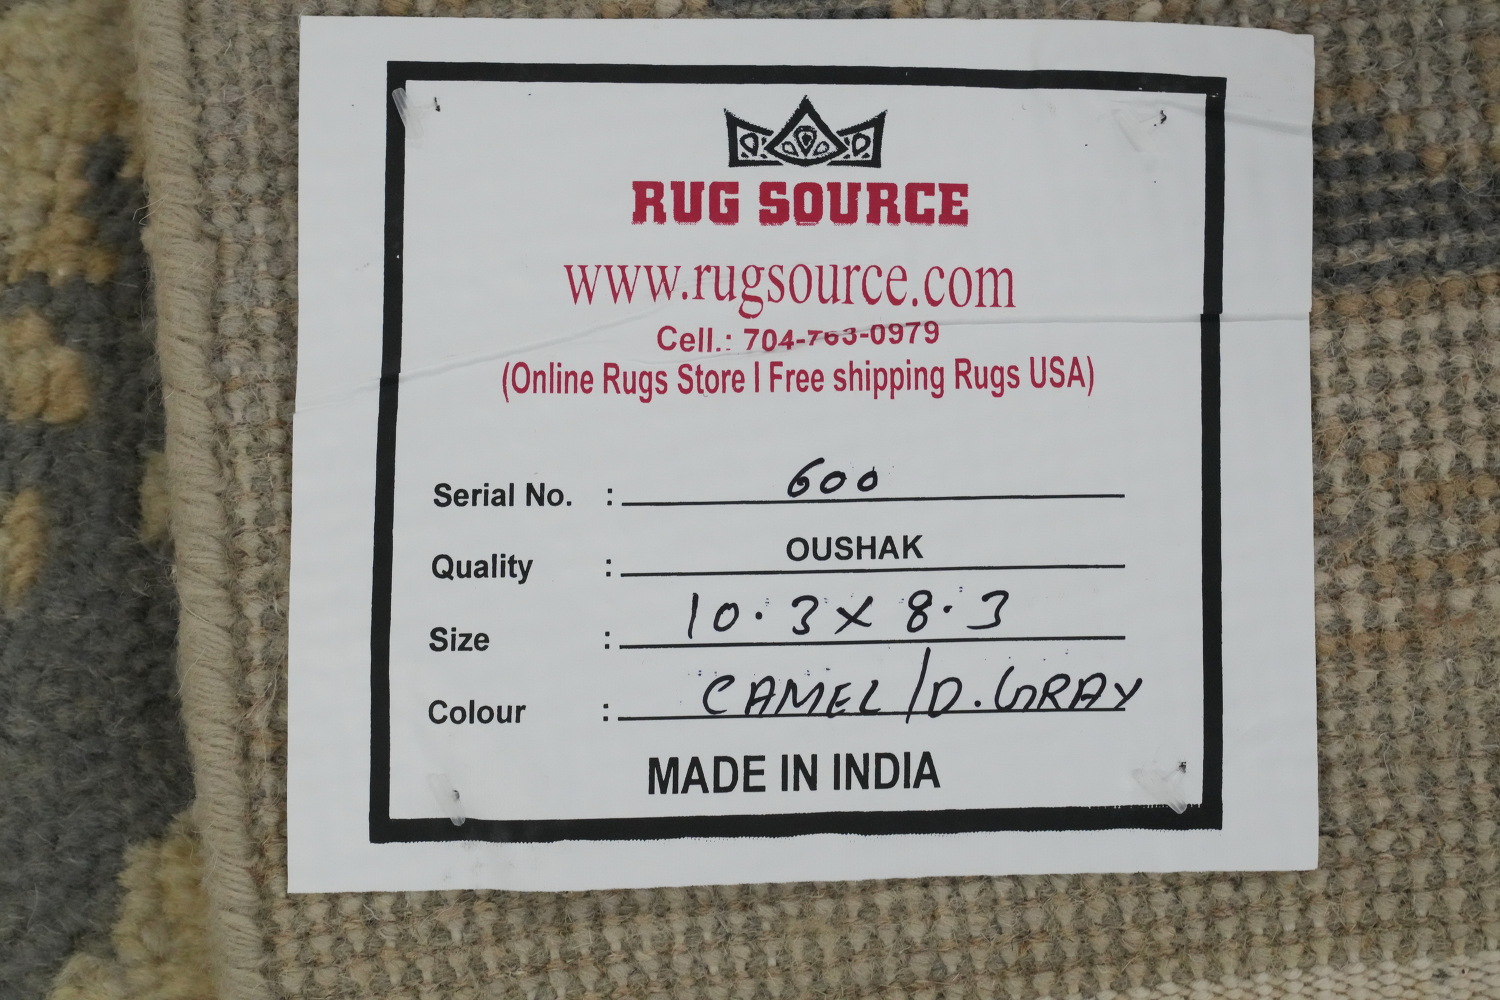 RUG SOURCE
www.rugsource.com
Cell.: 704-763-0979
(Online Rugs Store I Free shipping Rugs USA)
Serial No. : 600
Quality : OUSHAK
Size : 10.3 x 8.3
Colour : CAMEL/D.GRAY
MADE IN INDIA